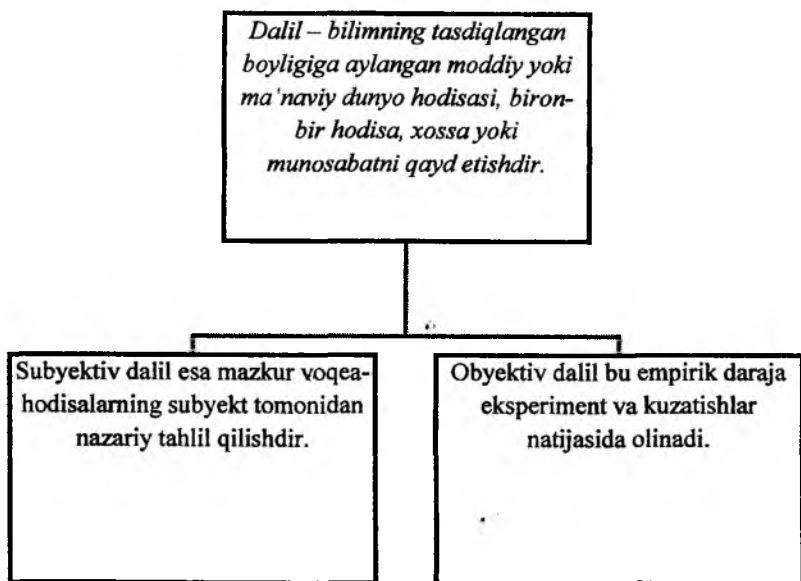 Dalil – bilimning tasdiqlangan
boyligiga aylangan moddiy yoki
ma'naviy dunyo hodisasi, biron-
bir hodisa, xossa yoki
munosabatni qayd etishdir.
Subyektiv dalil esa mazkur voqea-
hodisalarning subyekt tomonidan
nazariy tahlil qilishdir.
Obyektiv dalil bu empirik daraja
eksperiment va kuzatishlar
natijasida olinadi.